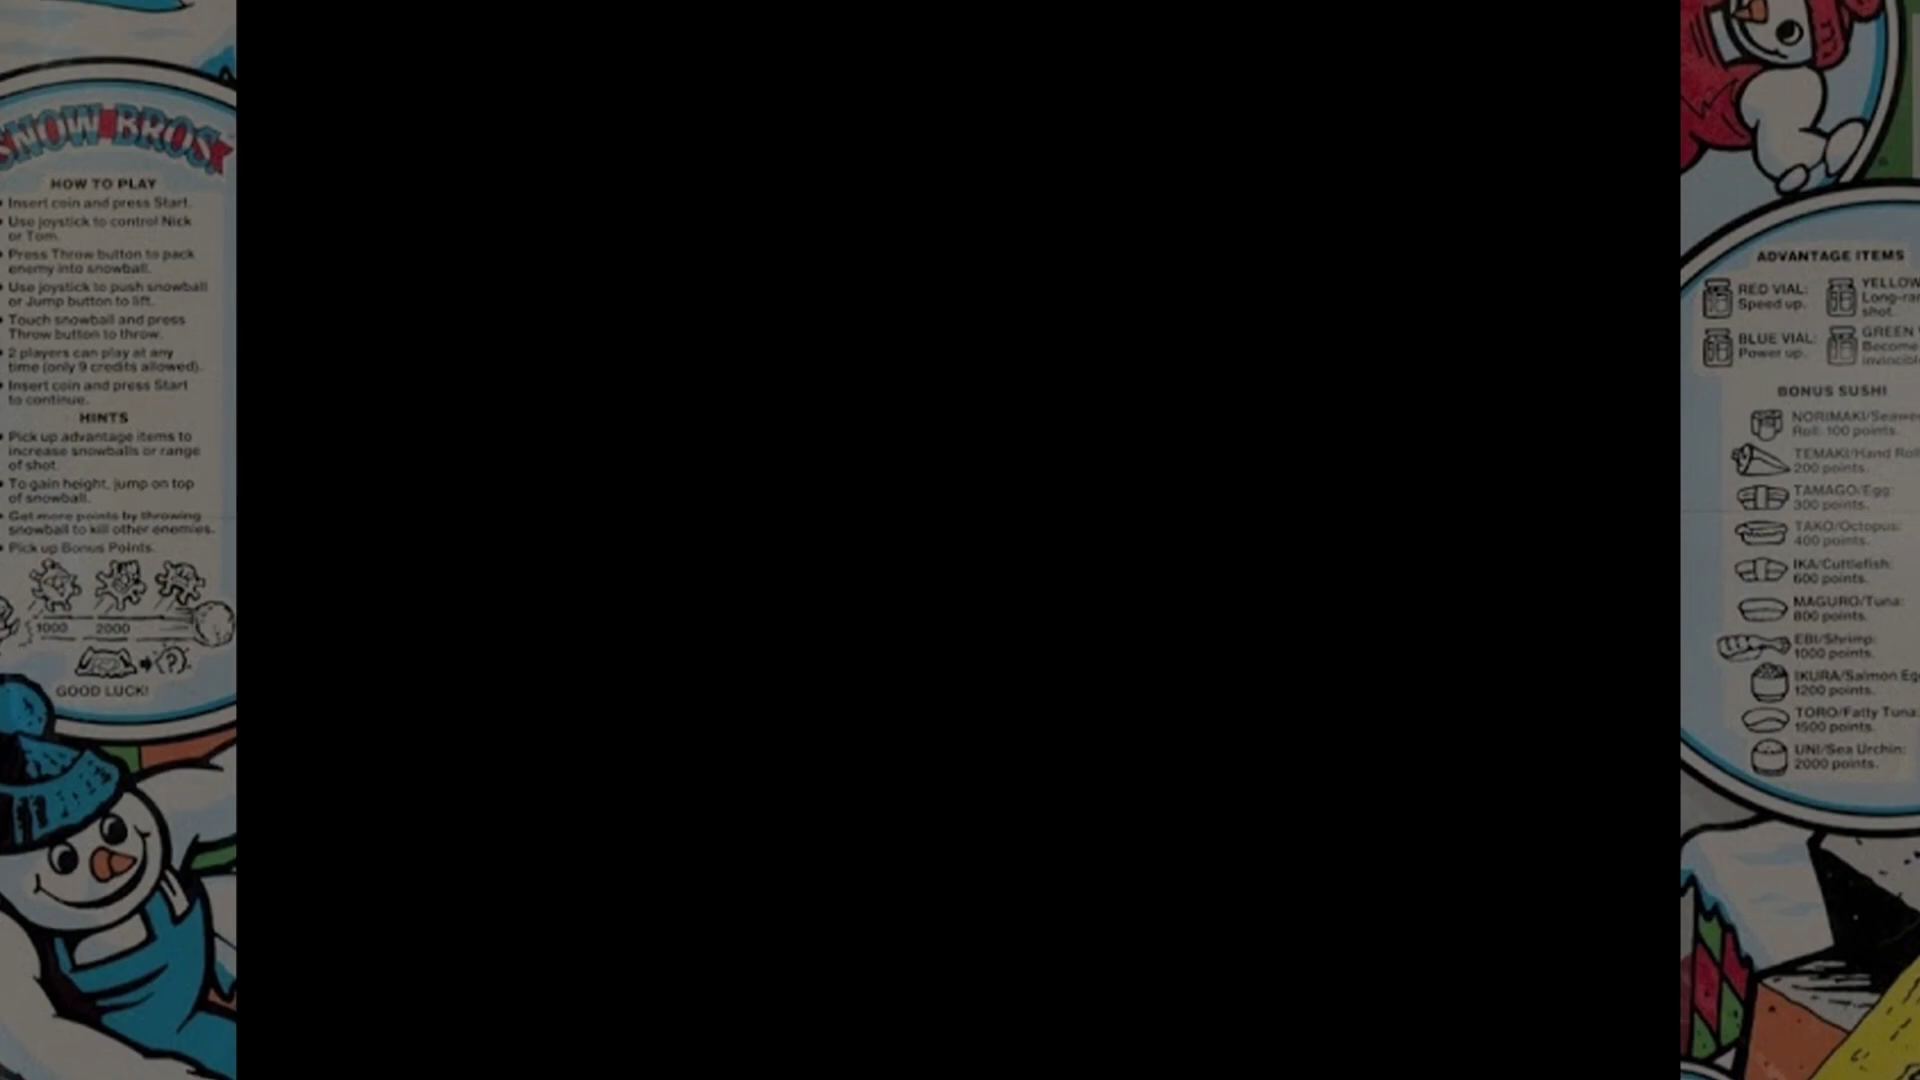 SNOW BROS.
HOW TO PLAY
• Insert coin and press Start.
• Use joystick to control Nick
or Tom.
• Press Throw button to pack
enemy into snowball.
• Use joystick to push snowball
or Jump button to lift.
• Touch snowball and press
Throw button to throw.
• 2 players can play at any
time (only 9 credits allowed).
• Insert coin and press Start
to continue.
HINTS
• Pick up advantage items to
increase snowballs or range
of shot.
• To gain height, jump on top
of snowball.
• Get more points by throwing
snowball to kill other enemies.
• Pick up Bonus Points.
1000 2000
?
GOOD LUCK!
ADVANTAGE ITEMS
RED VIAL:
Speed up.
YELLOW
Long-ran
shot.
BLUE VIAL:
Power up.
GREEN
Become
invincibl
BONUS SUSHI
NORIMAKI/Seawee
Roll: 100 points.
TEMAKI/Hand Roll
200 points.
TAMAGO/Egg:
300 points.
TAKO/Octopus:
400 points.
IKA/Cuttlefish:
600 points.
MAGURO/Tuna:
800 points.
EBI/Shrimp:
1000 points.
IKURA/Salmon Eg
1200 points.
TORO/Fatty Tuna:
1500 points.
UNI/Sea Urchin:
2000 points.